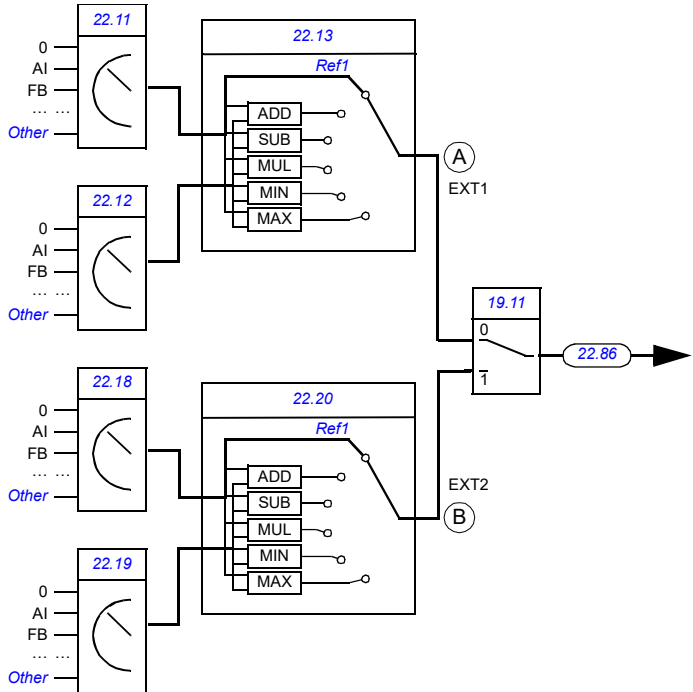 22.11
0
AI
FB
... ...
Other
22.12
0
AI
FB
... ...
Other
22.13
Ref1
ADD
SUB
MUL
MIN
MAX
A
EXT1
19.11
0
1
22.86
22.18
0
AI
FB
... ...
Other
22.19
0
AI
FB
... ...
Other
22.20
Ref1
ADD
SUB
MUL
MIN
MAX
EXT2
B